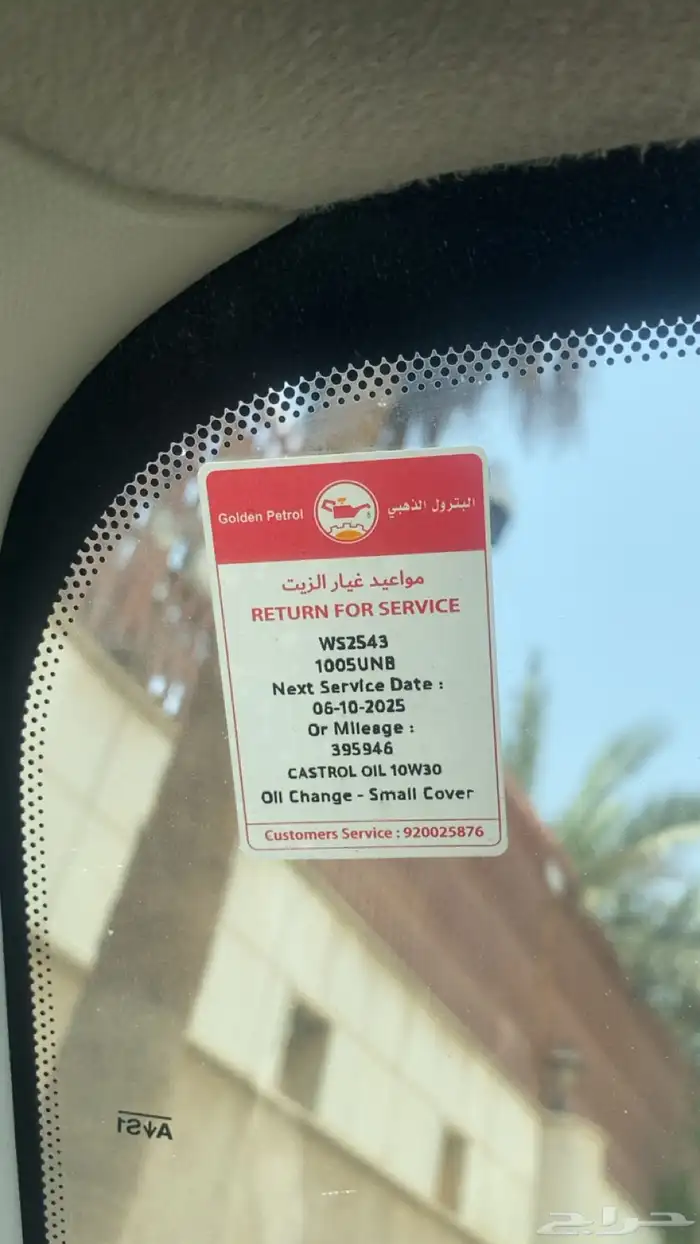 Golden Petrol البترول الذهبي
مواعيد غيار الزيت
RETURN FOR SERVICE
WS2543
1005UNB
Next Service Date :
06-10-2025
Or Mileage :
395946
CASTROL OIL 10W30
Oil Change - Small Cover
Customers Service : 920025876
AS1
حراج